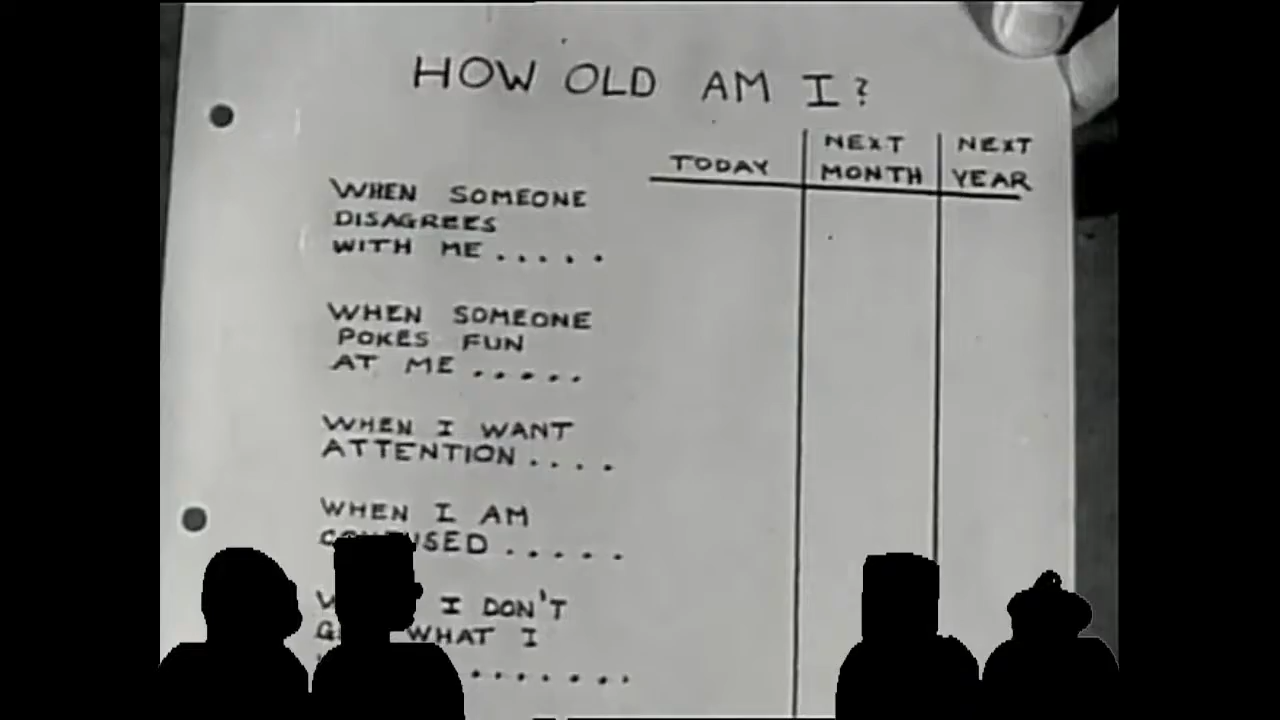 HOW OLD AM I?
TODAY
NEXT MONTH
NEXT YEAR
WHEN SOMEONE
DISAGREES
WITH ME.....
WHEN SOMEONE
POKES FUN
AT ME.....
WHEN I WANT
ATTENTION....
WHEN I AM
.....
I DON'T
WHAT I
.......